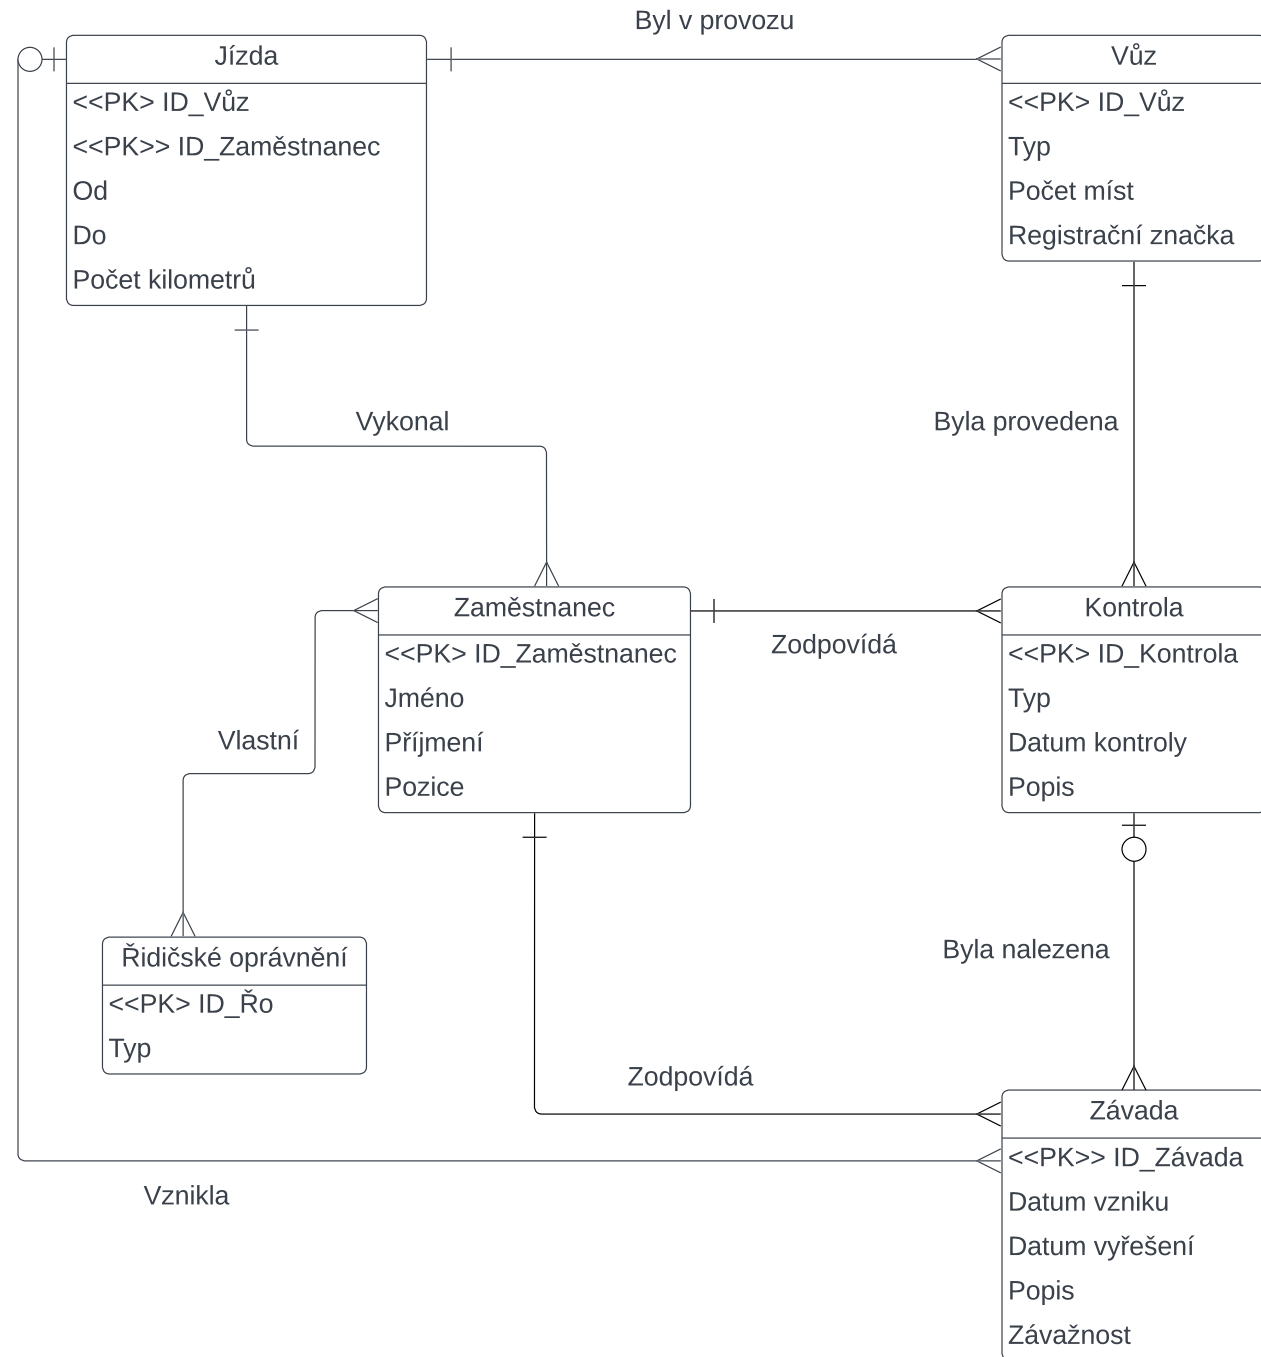 Byl v provozu
Jízda
<<PK> ID_Vůz
<<PK>> ID_Zaměstnanec
Od
Do
Počet kilometrů
Vůz
<<PK> ID_Vůz
Typ
Počet míst
Registrační značka
Vykonal
Byla provedena
Zaměstnanec
<<PK> ID_Zaměstnanec
Jméno
Příjmení
Pozice
Zodpovídá
Kontrola
<<PK> ID_Kontrola
Typ
Datum kontroly
Popis
Vlastní
Řidičské oprávnění
<<PK> ID_Řo
Typ
Byla nalezena
Zodpovídá
Závada
<<PK>> ID_Závada
Datum vzniku
Datum vyřešení
Popis
Závažnost
Vznikla